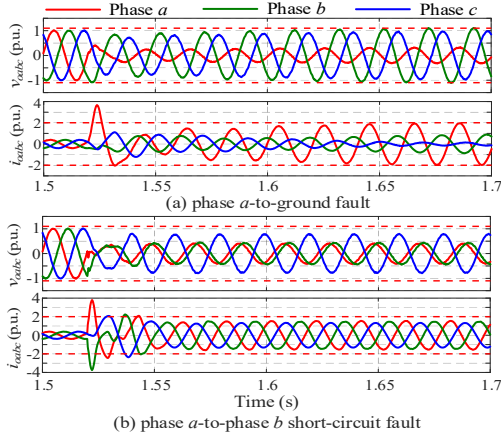 Phase a Phase b Phase c
v_oabc (p.u.)
1
0
-1
i_oabc (p.u.)
4
2
0
-2
1.5 1.55 1.6 1.65 1.7
(a) phase a-to-ground fault
v_oabc (p.u.)
1
0
-1
i_oabc (p.u.)
4
2
0
-2
-4
1.5 1.55 1.6 1.65 1.7
Time (s)
(b) phase a-to-phase b short-circuit fault